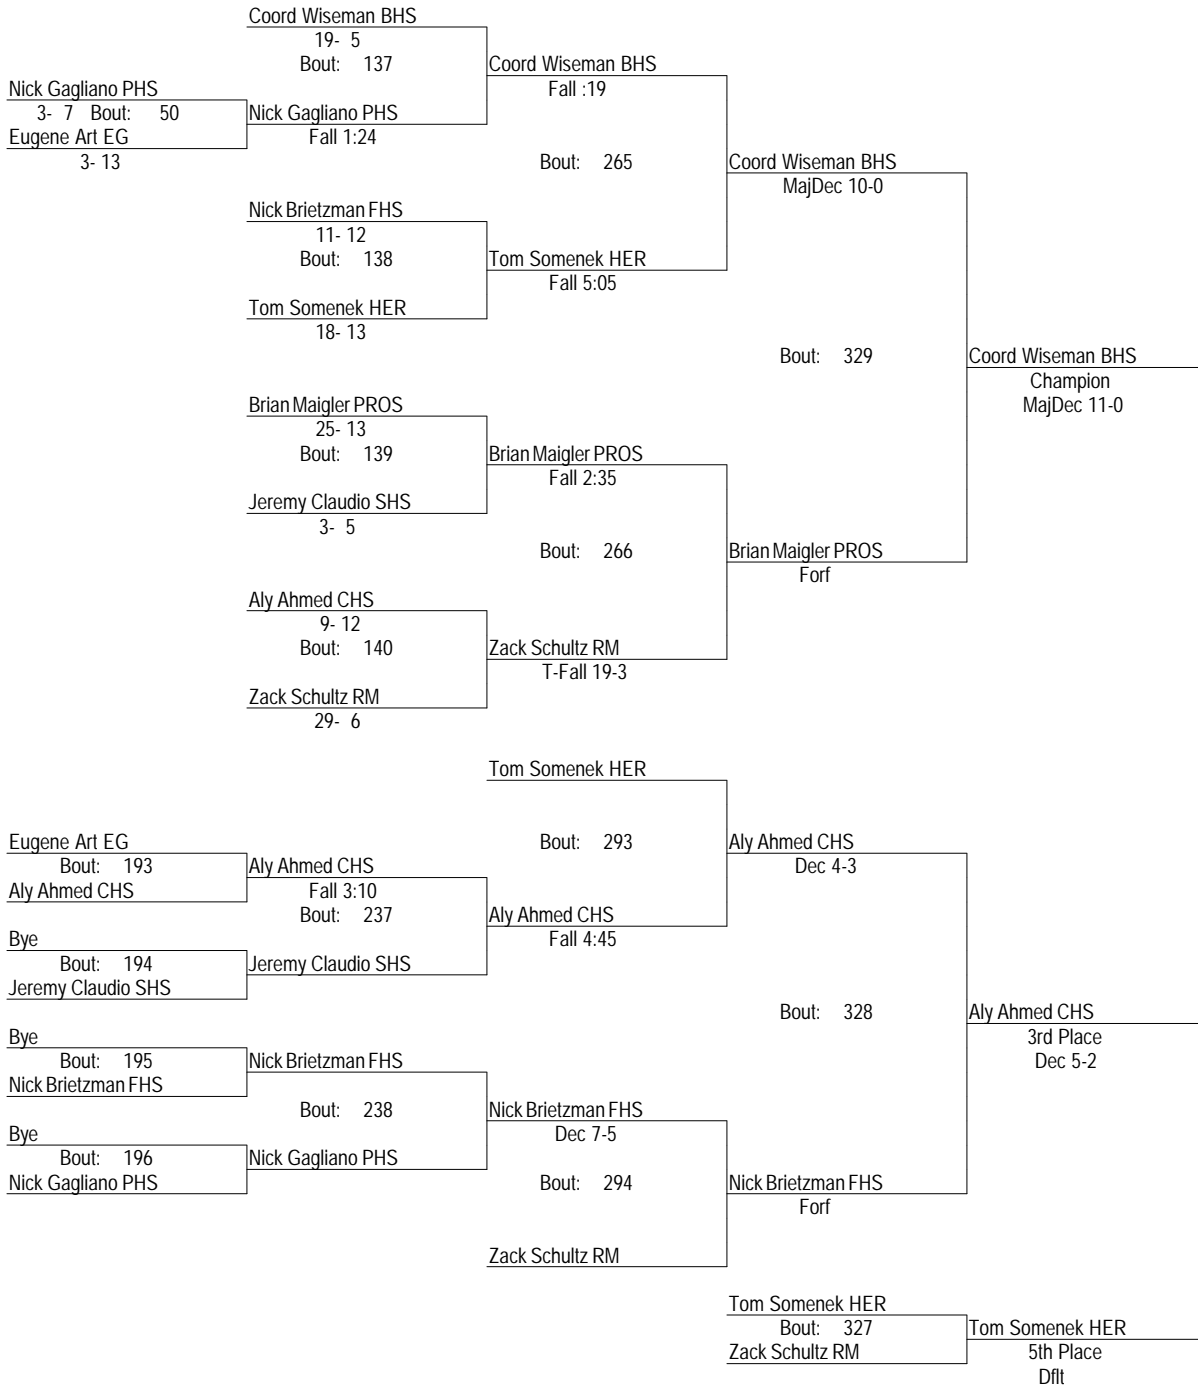 Coord Wiseman BHS
19- 5
Bout: 137
Coord Wiseman BHS
Fall :19
Nick Gagliano PHS
3- 7 Bout: 50
Nick Gagliano PHS
Fall 1:24
Eugene Art EG
3- 13
Bout: 265
Coord Wiseman BHS
MajDec 10-0
Nick Brietzman FHS
11- 12
Bout: 138
Tom Somenek HER
Fall 5:05
Tom Somenek HER
18- 13
Bout: 329
Coord Wiseman BHS
Champion
MajDec 11-0
Brian Maigler PROS
25- 13
Bout: 139
Brian Maigler PROS
Fall 2:35
Jeremy Claudio SHS
3- 5
Bout: 266
Brian Maigler PROS
Forf
Aly Ahmed CHS
9- 12
Bout: 140
Zack Schultz RM
T-Fall 19-3
Zack Schultz RM
29- 6
Tom Somenek HER
Eugene Art EG
Bout: 193
Aly Ahmed CHS
Bout: 293
Aly Ahmed CHS
Dec 4-3
Aly Ahmed CHS
Fall 3:10
Bout: 237
Aly Ahmed CHS
Fall 4:45
Bye
Bout: 194
Jeremy Claudio SHS
Jeremy Claudio SHS
Bout: 328
Aly Ahmed CHS
3rd Place
Dec 5-2
Bye
Bout: 195
Nick Brietzman FHS
Nick Brietzman FHS
Bout: 238
Nick Brietzman FHS
Dec 7-5
Bye
Bout: 196
Nick Gagliano PHS
Nick Gagliano PHS
Bout: 294
Nick Brietzman FHS
Forf
Zack Schultz RM
Tom Somenek HER
Bout: 327
Zack Schultz RM
Tom Somenek HER
5th Place
Dflt